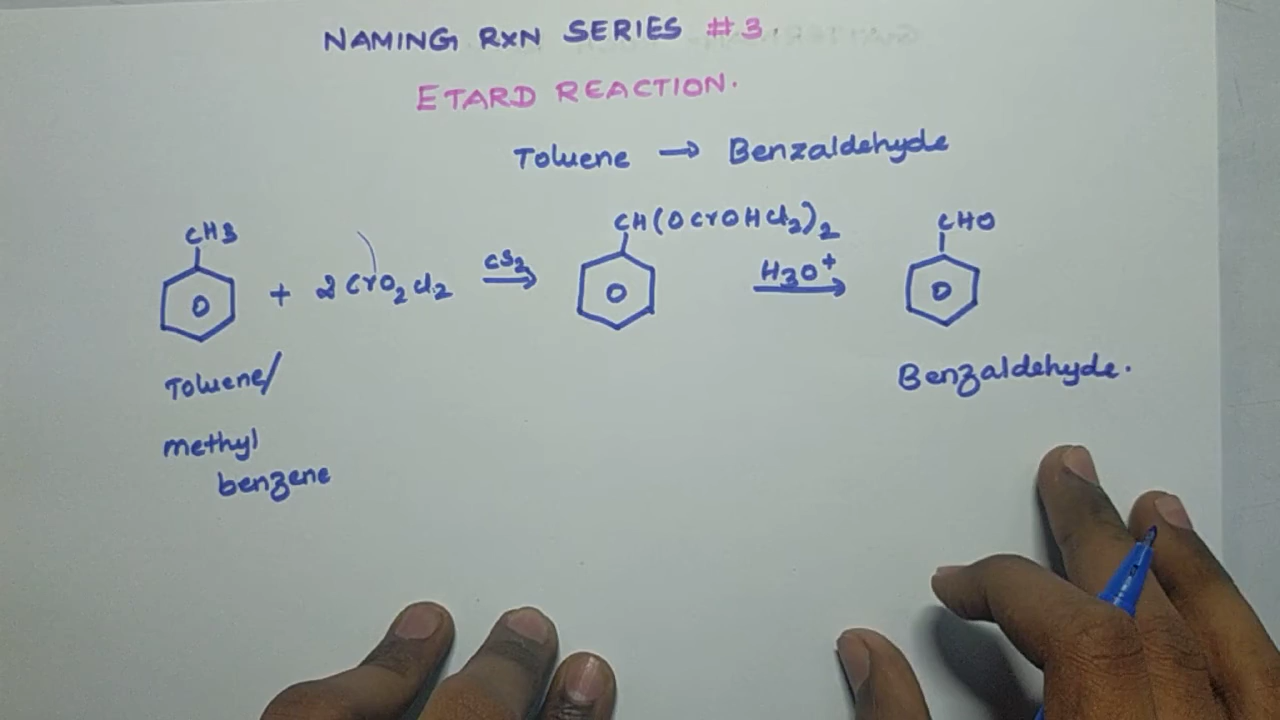 NAMING RXN SERIES #3.
ETARD REACTION.
Toluene → Benzaldehyde
CH3 + 2CrO2Cl2 CS2 → CH(OCrOHCl2)2 H3O+ → CHO
Toluene/
methyl
benzene
Benzaldehyde.